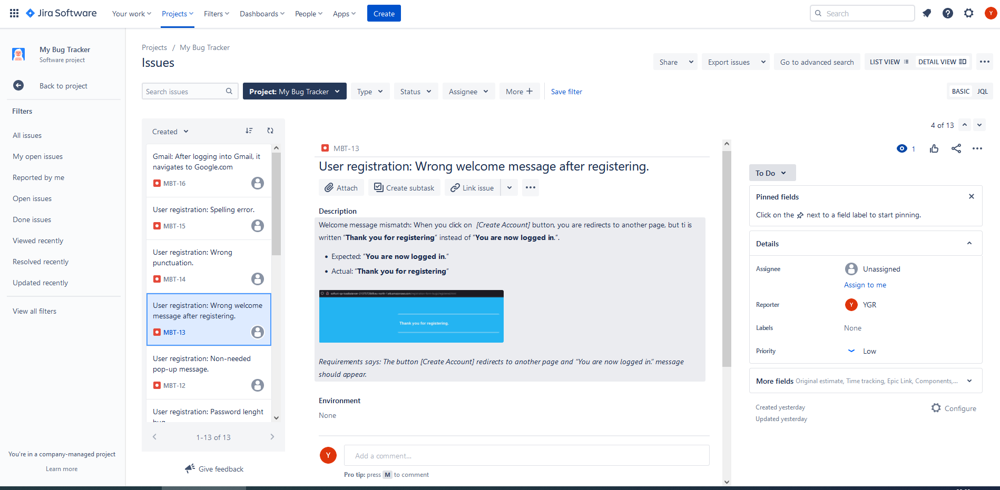 Jira Software
Your work
Projects
Filters
Dashboards
People
Apps
Create
Search
Y
My Bug Tracker
Software project
Back to project
Filters
All issues
My open issues
Reported by me
Open issues
Done issues
Viewed recently
Resolved recently
Updated recently
View all filters
You're in a company-managed project
Learn more
Projects / My Bug Tracker
Issues
Share
Export issues
Go to advanced search
LIST VIEW
DETAIL VIEW
Search issues
Project: My Bug Tracker
Type
Status
Assignee
More
Save filter
BASIC
JQL
Created
Gmail: After logging into Gmail, it
navigates to Google.com
MBT-16
User registration: Spelling error.
MBT-15
User registration: Wrong
punctuation.
MBT-14
User registration: Wrong welcome
message after registering.
MBT-13
User registration: Non-needed
pop-up message.
MBT-12
User registration: Password lenght
bug
1-13 of 13
Give feedback
4 of 13
MBT-13
User registration: Wrong welcome message after registering.
Attach
Create subtask
Link issue
Description
Welcome message mismatch: When you click on [Create Account] button, you are redirects to another page, but ti is
written “Thank you for registering” instead of “You are now logged in.”.
Expected: “You are now logged in.”
Actual: “Thank you for registering”
Thank you for registering.
Requirements says: The button [Create Account] redirects to another page and “You are now logged in.” message
should appear.
Environment
None
Y
Add a comment...
Pro tip: press M to comment
1
To Do
Pinned fields
Click on the next to a field label to start pinning.
Details
Assignee
Unassigned
Assign to me
Reporter
Y
YGR
Labels
None
Priority
Low
More fields Original estimate, Time tracking, Epic Link, Components,...
Created yesterday
Updated yesterday
Configure